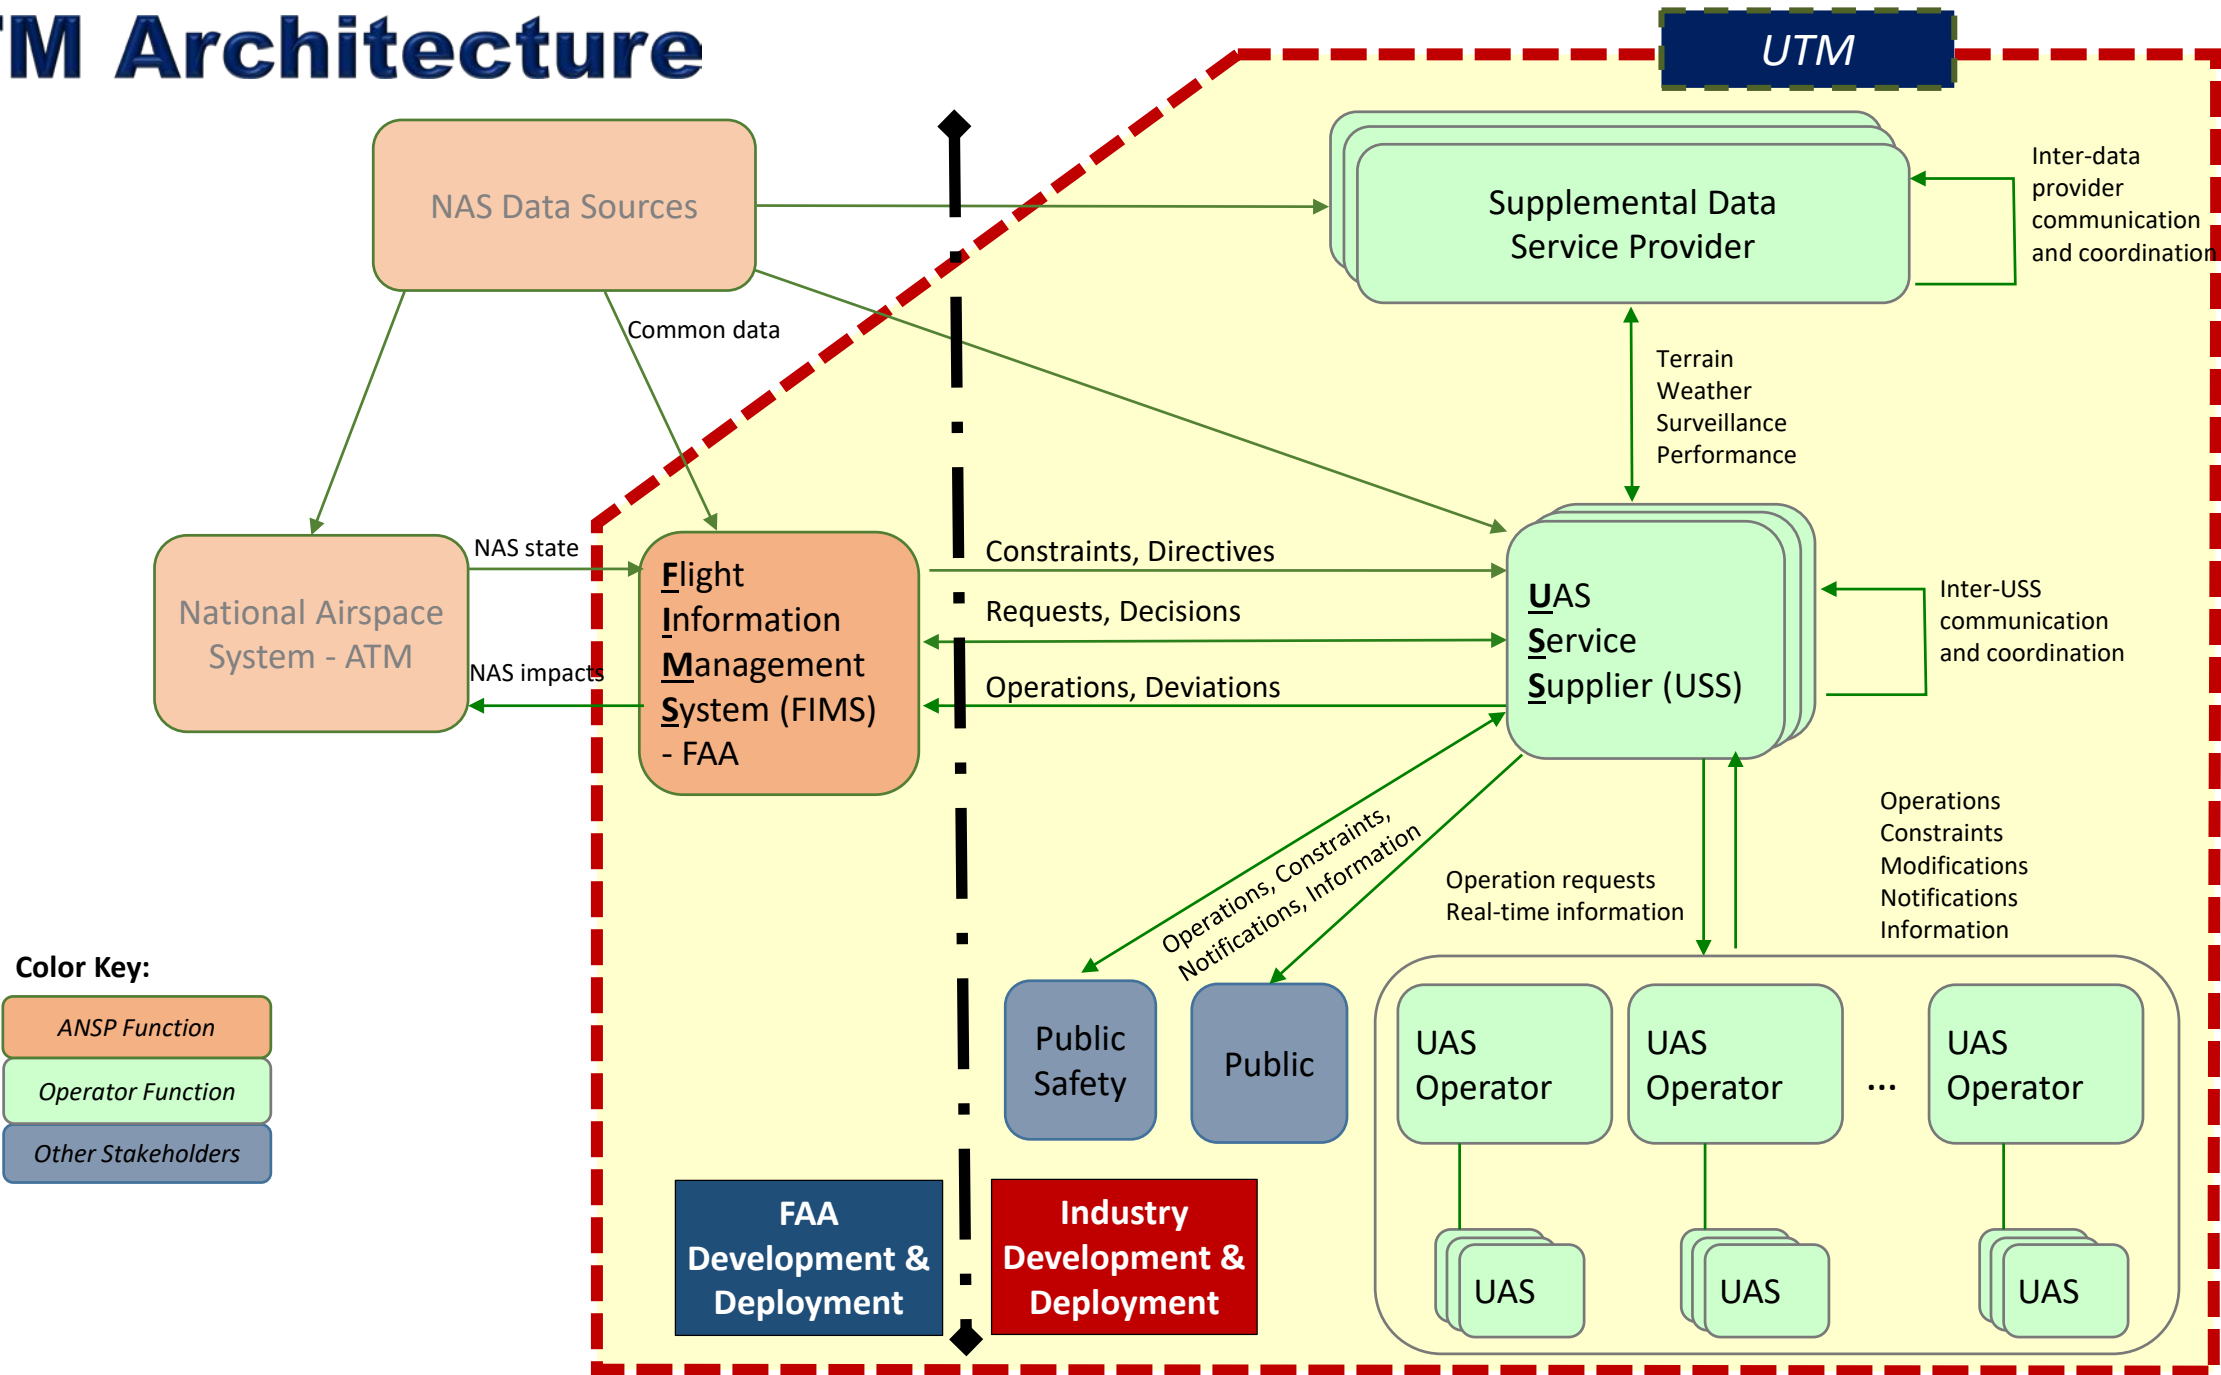 TM Architecture
UTM
NAS Data Sources
Supplemental Data
Service Provider
Inter-data
provider
communication
and coordination
Common data
Terrain
Weather
Surveillance
Performance
National Airspace
System - ATM
NAS state
NAS impacts
Flight
Information
Management
System (FIMS)
- FAA
Constraints, Directives
Requests, Decisions
Operations, Deviations
UAS
Service
Supplier (USS)
Inter-USS
communication
and coordination
Operations, Constraints,
Notifications, Information
Operation requests
Real-time information
Operations
Constraints
Modifications
Notifications
Information
Color Key:
ANSP Function
Operator Function
Other Stakeholders
Public
Safety
Public
UAS
Operator
UAS
Operator
...
UAS
Operator
UAS
UAS
UAS
FAA
Development &
Deployment
Industry
Development &
Deployment